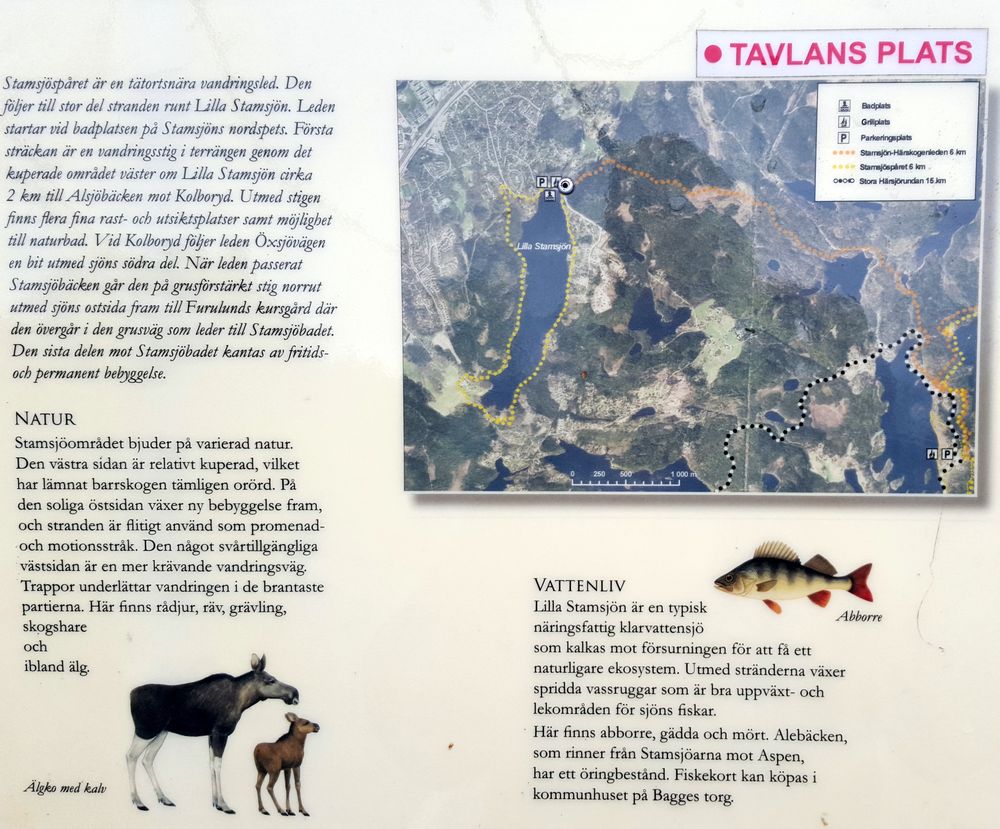 TAVLANS PLATS
Stamsjöspåret är en tätortsnära vandringsled. Den
följer till stor del stranden runt Lilla Stamsjön. Leden
startar vid badplatsen på Stamsjöns nordspets. Första
sträckan är en vandringsstig i terrängen genom det
kuperade området väster om Lilla Stamsjön cirka
2 km till Alsjöbäcken mot Kolboryd. Utmed stigen
finns flera fina rast- och utsiktsplatser samt möjlighet
till naturbad. Vid Kolboryd följer leden Öxsjövägen
en bit utmed sjöns södra del. När leden passerat
Stamsjöbäcken går den på grusförstärkt stig norrut
utmed sjöns ostsida fram till Furulunds kursgård där
den övergår i den grusväg som leder till Stamsjöbadet.
Den sista delen mot Stamsjöbadet kantas av fritids-
och permanent bebyggelse.
Badplats
Grillplats
P Parkeringsplats
Stamsjön-Härskogenleden 6 km
Stamsjöspåret 6 km
Stora Härsjörundan 15 km
P
Lilla Stamsjön
P
0 250 500 1 000 m
NATUR
Stamsjöområdet bjuder på varierad natur.
Den västra sidan är relativt kuperad, vilket
har lämnat barrskogen tämligen orörd. På
den soliga östsidan växer ny bebyggelse fram,
och stranden är flitigt använd som promenad-
och motionsstråk. Den något svårtillgängliga
västsidan är en mer krävande vandringsväg.
Trappor underlättar vandringen i de brantaste
partierna. Här finns rådjur, räv, grävling,
skogshare
och
ibland älg.
Älgko med kalv
VATTENLIV
Lilla Stamsjön är en typisk
näringsfattig klarvattensjö
som kalkas mot försurningen för att få ett
naturligare ekosystem. Utmed stränderna växer
spridda vassruggar som är bra uppväxt- och
lekområden för sjöns fiskar.
Här finns abborre, gädda och mört. Alebäcken,
som rinner från Stamsjöarna mot Aspen,
har ett öringbestånd. Fiskekort kan köpas i
kommunhuset på Bagges torg.
Abborre